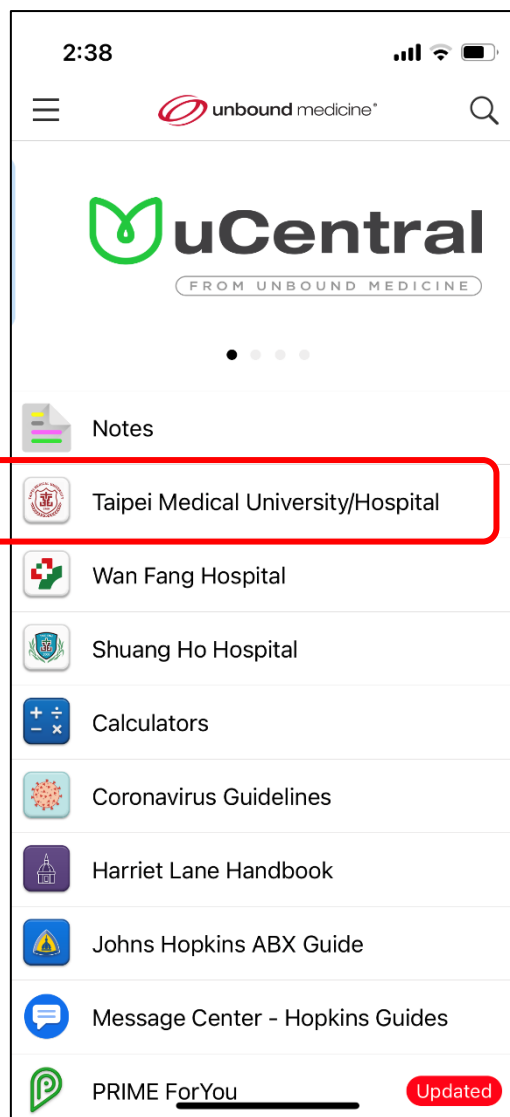 2:38
unbound medicine®
uCentral
FROM UNBOUND MEDICINE
Notes
Taipei Medical University/Hospital
Wan Fang Hospital
Shuang Ho Hospital
Calculators
Coronavirus Guidelines
Harriet Lane Handbook
Johns Hopkins ABX Guide
Message Center - Hopkins Guides
PRIME ForYou Updated